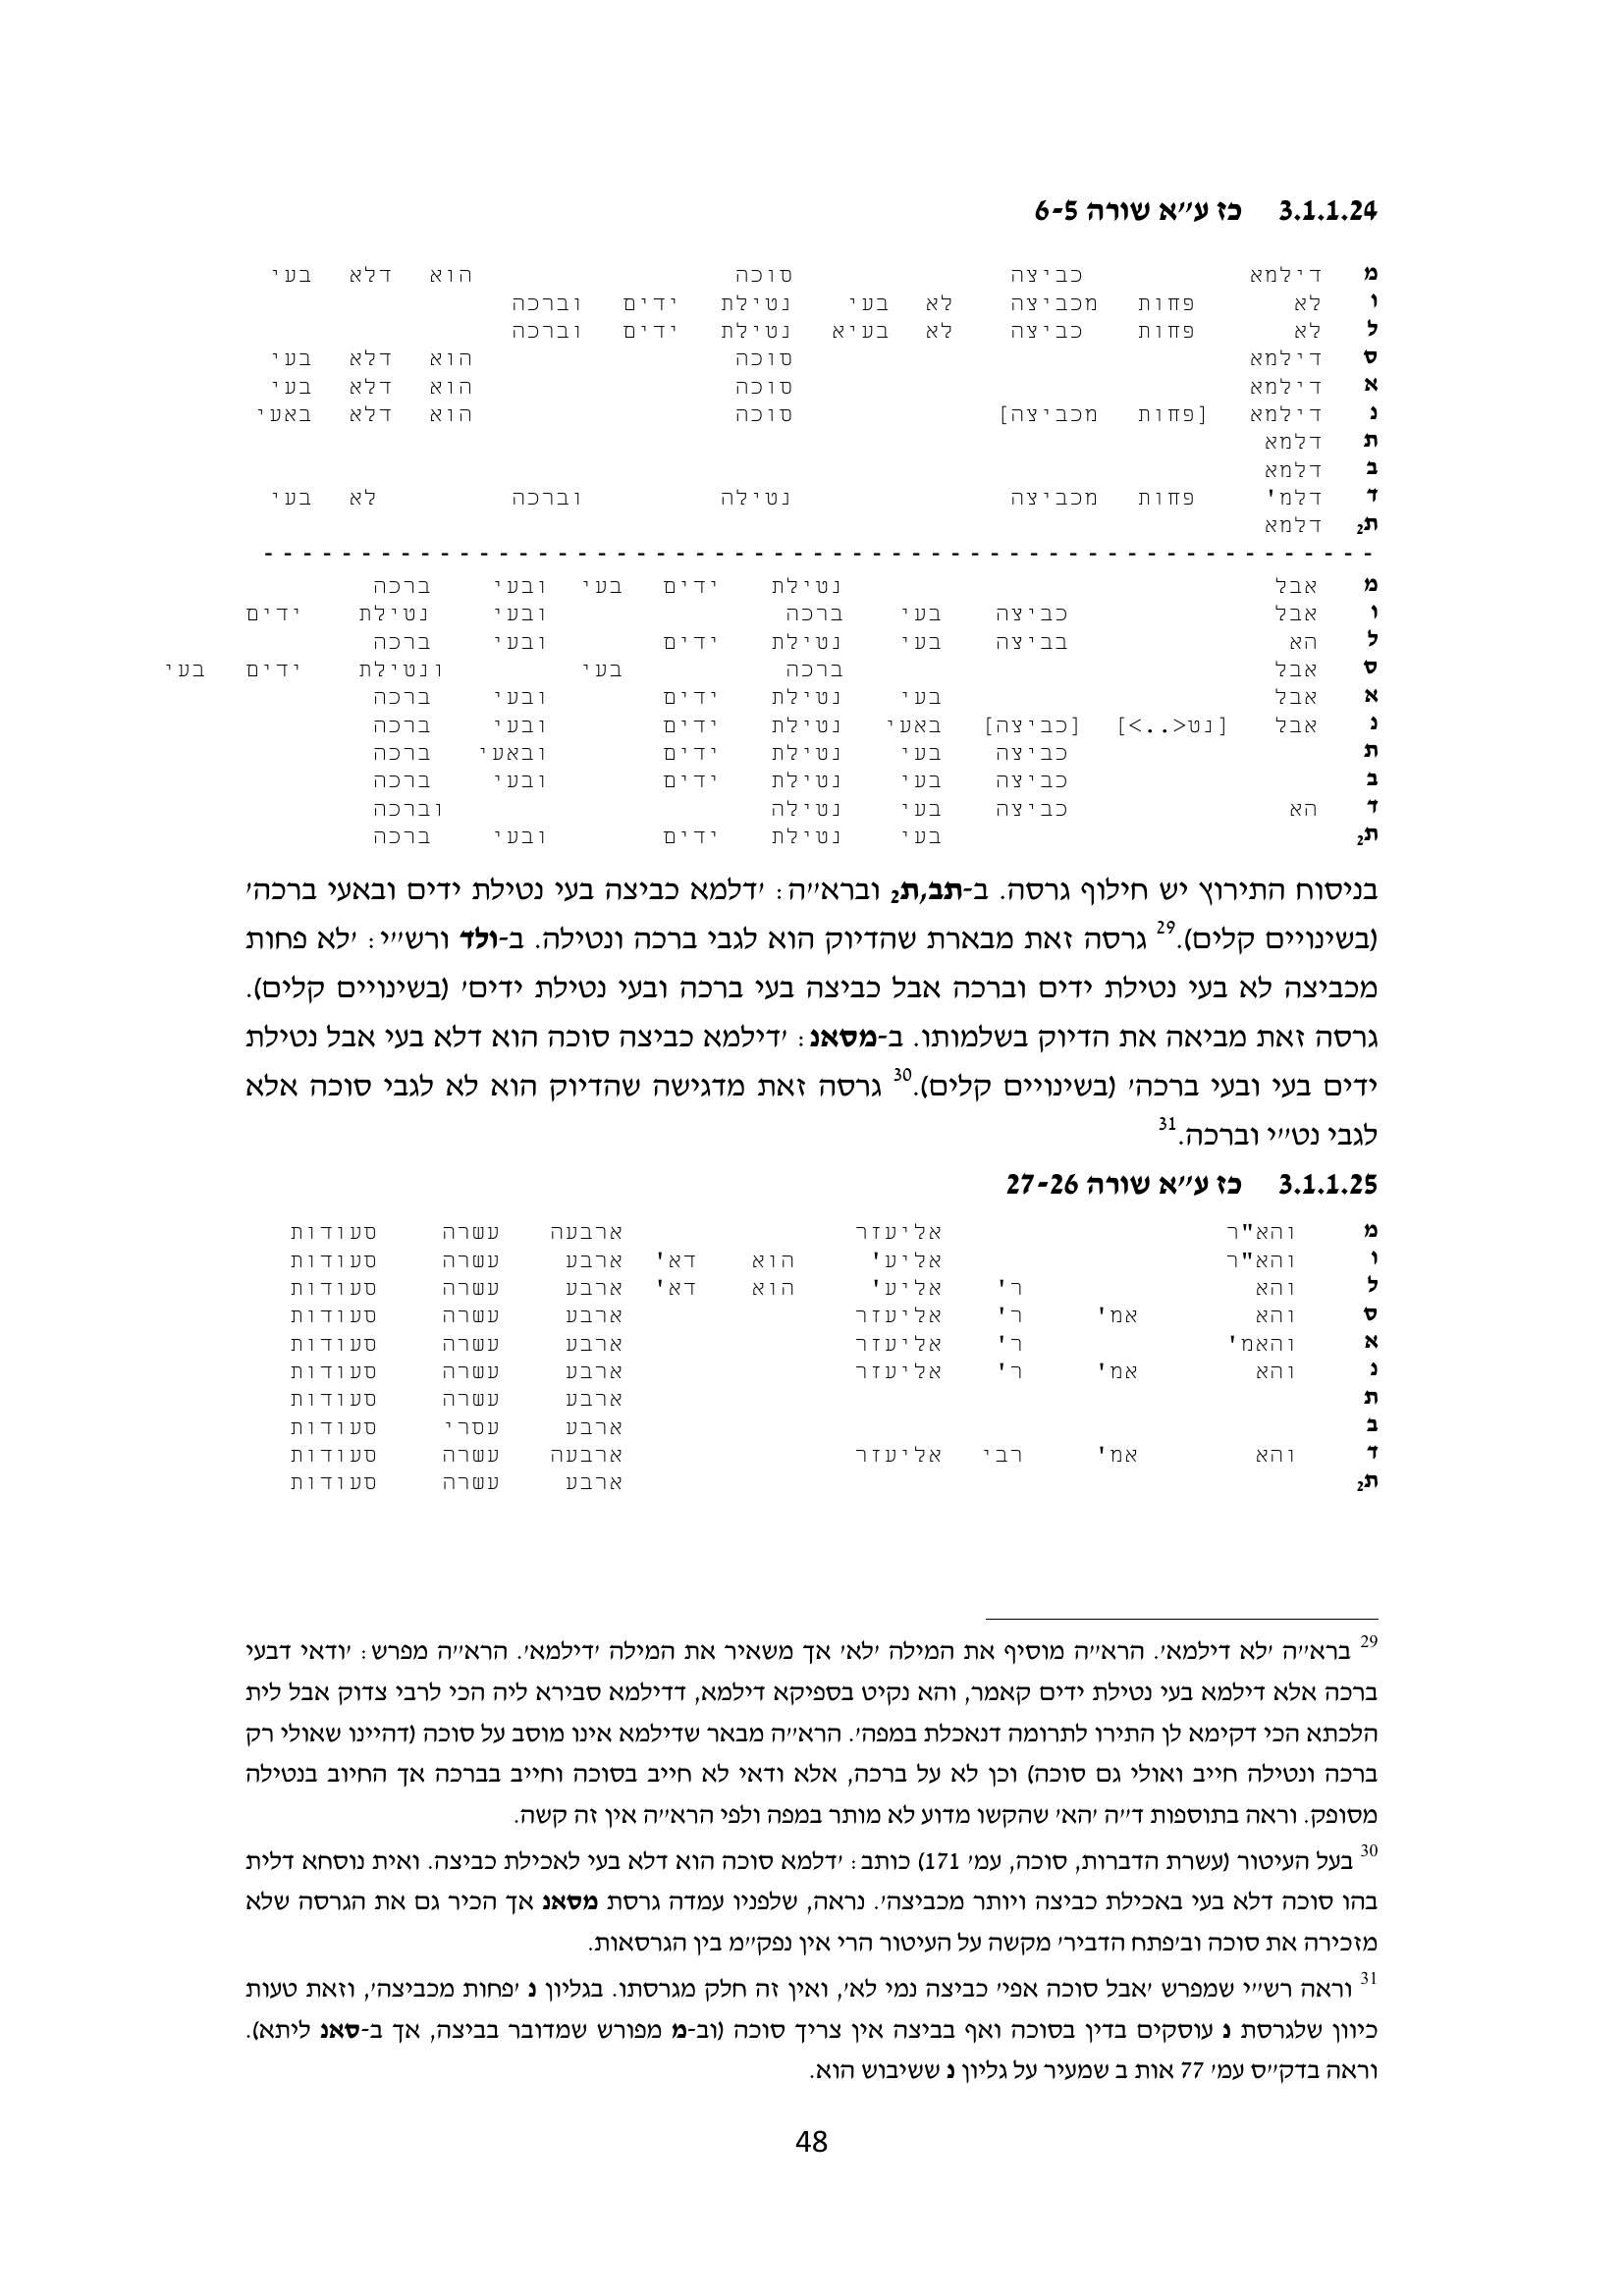 3.1.1.24 כז ע״א שורה 6-5
מ דילמא כביצה סוכה הוא דלא בעי
ו לא פחות מכביצה לא בעי נטילת ידים וברכה
ל לא פחות כביצה לא בעיא נטילת ידים וברכה
ס דילמא סוכה הוא דלא בעי
א דילמא סוכה הוא דלא בעי
נ דילמא [פחות מכביצה] סוכה הוא דלא באעי
ת דלמא
ב דלמא
ד דלמ' פחות מכביצה נטילה וברכה לא בעי
ת2 דלמא
- - - - - - - - - - - - - - - - - - - - - - - - - - - - - - - - - - - - - - - - - - - - - - - - - - - - - - - - - -
מ אבל נטילת ידים בעי ובעי ברכה
ו אבל כביצה בעי ברכה ובעי נטילת ידים
ל הא בביצה בעי נטילת ידים ובעי ברכה
ס אבל ברכה בעי ונטילת ידים בעי
א אבל בעי נטילת ידים ובעי ברכה
נ אבל [נט<..>] [כביצה] באעי נטילת ידים ובעי ברכה
ת כביצה בעי נטילת ידים ובאעי ברכה
ב כביצה בעי נטילת ידים ובעי ברכה
ד הא כביצה בעי נטילה וברכה
ת2 בעי נטילת ידים ובעי ברכה
בניסוח התירוץ יש חילוף גרסה. ב-תב,ת2 ובראי״ה: ׳דלמא כביצה בעי נטילת ידים ובאעי ברכה׳
(בשינויים קלים).29 גרסה זאת מבארת שהדיוק הוא לגבי ברכה ונטילה. ב-ולד ורש״י: ׳לא פחות
מכביצה לא בעי נטילת ידים וברכה אבל כביצה בעי ברכה ובעי נטילת ידים׳ (בשינויים קלים).
גרסה זאת מביאה את הדיוק בשלמותו. ב-מסאנ: ׳דילמא כביצה סוכה הוא דלא בעי אבל נטילת
ידים בעי ובעי ברכה׳ (בשינויים קלים).30 גרסה זאת מדגישה שהדיוק הוא לא לגבי סוכה אלא
לגבי נט״י וברכה.31
3.1.1.25 כז ע״א שורה 27-26
מ והא"ר אליעזר ארבעה עשרה סעודות
ו והא"ר אליע' הוא דא' ארבע עשרה סעודות
ל והא ר' אליע' הוא דא' ארבע עשרה סעודות
ס והא אמ' ר' אליעזר ארבע עשרה סעודות
א והאמ' ר' אליעזר ארבע עשרה סעודות
נ והא אמ' ר' אליעזר ארבע עשרה סעודות
ת ארבע עשרה סעודות
ב ארבע עסרי סעודות
ד והא אמ' רבי אליעזר ארבעה עשרה סעודות
ת2 ארבע עשרה סעודות
29 ברא״ה ׳לא דילמא׳. הרא״ה מוסיף את המילה ׳לא׳ אך משאיר את המילה ׳דילמא׳. הרא״ה מפרש: ׳ודאי דבעי
ברכה אלא דילמא בעי נטילת ידים קאמר, והא נקיט בספיקא דילמא, דדילמא סבירא ליה הכי לרבי צדוק אבל לית
הלכתא הכי דקימא לן התירו לתרומה דנאכלת במפה׳. הרא״ה מבאר שדילמא אינו מוסב על סוכה (דהיינו שאולי רק
ברכה ונטילה חייב ואולי גם סוכה) וכן לא על ברכה, אלא ודאי לא חייב בסוכה וחייב בברכה אך החיוב בנטילה
מסופק. וראה בתוספות ד״ה ׳הא׳ שהקשו מדוע לא מותר במפה ולפי הרא״ה אין זה קשה.
30 בעל העיטור (עשרת הדברות, סוכה, עמ׳ 171) כותב: ׳דלמא סוכה הוא דלא בעי לאכילת כביצה. ואית נוסחא דלית
בהו סוכה דלא בעי באכילת כביצה ויותר מכביצה׳. נראה, שלפניו עמדה גרסת מסאנ אך הכיר גם את הגרסה שלא
מזכירה את סוכה וב׳פתח הדביר׳ מקשה על העיטור הרי אין נפק״מ בין הגרסאות.
31 וראה רש״י שמפרש ׳אבל סוכה אפי׳ כביצה נמי לא׳, ואין זה חלק מגרסתו. בגליון נ ׳פחות מכביצה׳, וזאת טעות
כיוון שלגרסת נ עוסקים בדין בסוכה ואף בביצה אין צריך סוכה (וב-מ מפורש שמדובר בביצה, אך ב-סאנ ליתא).
וראה בדק״ס עמ׳ 77 אות ב שמעיר על גליון נ ששיבוש הוא.
48